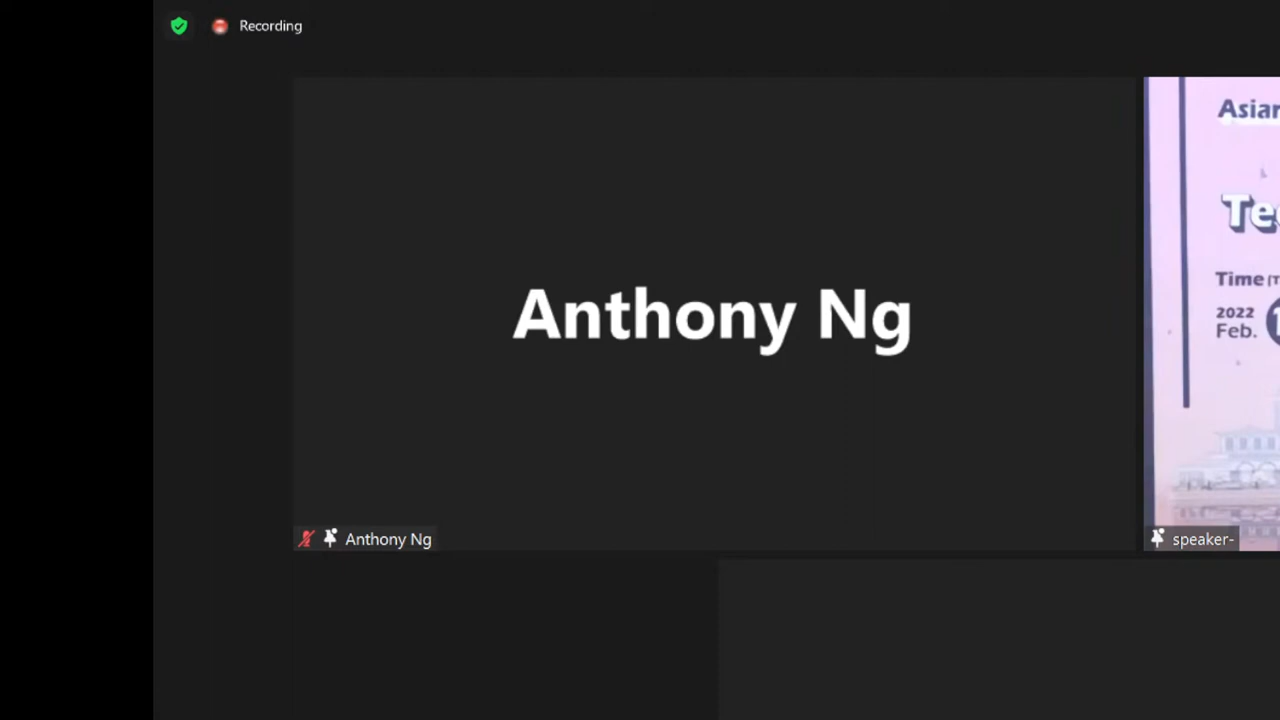 Recording
Anthony Ng
Time
2022
Feb.
Anthony Ng
speaker-